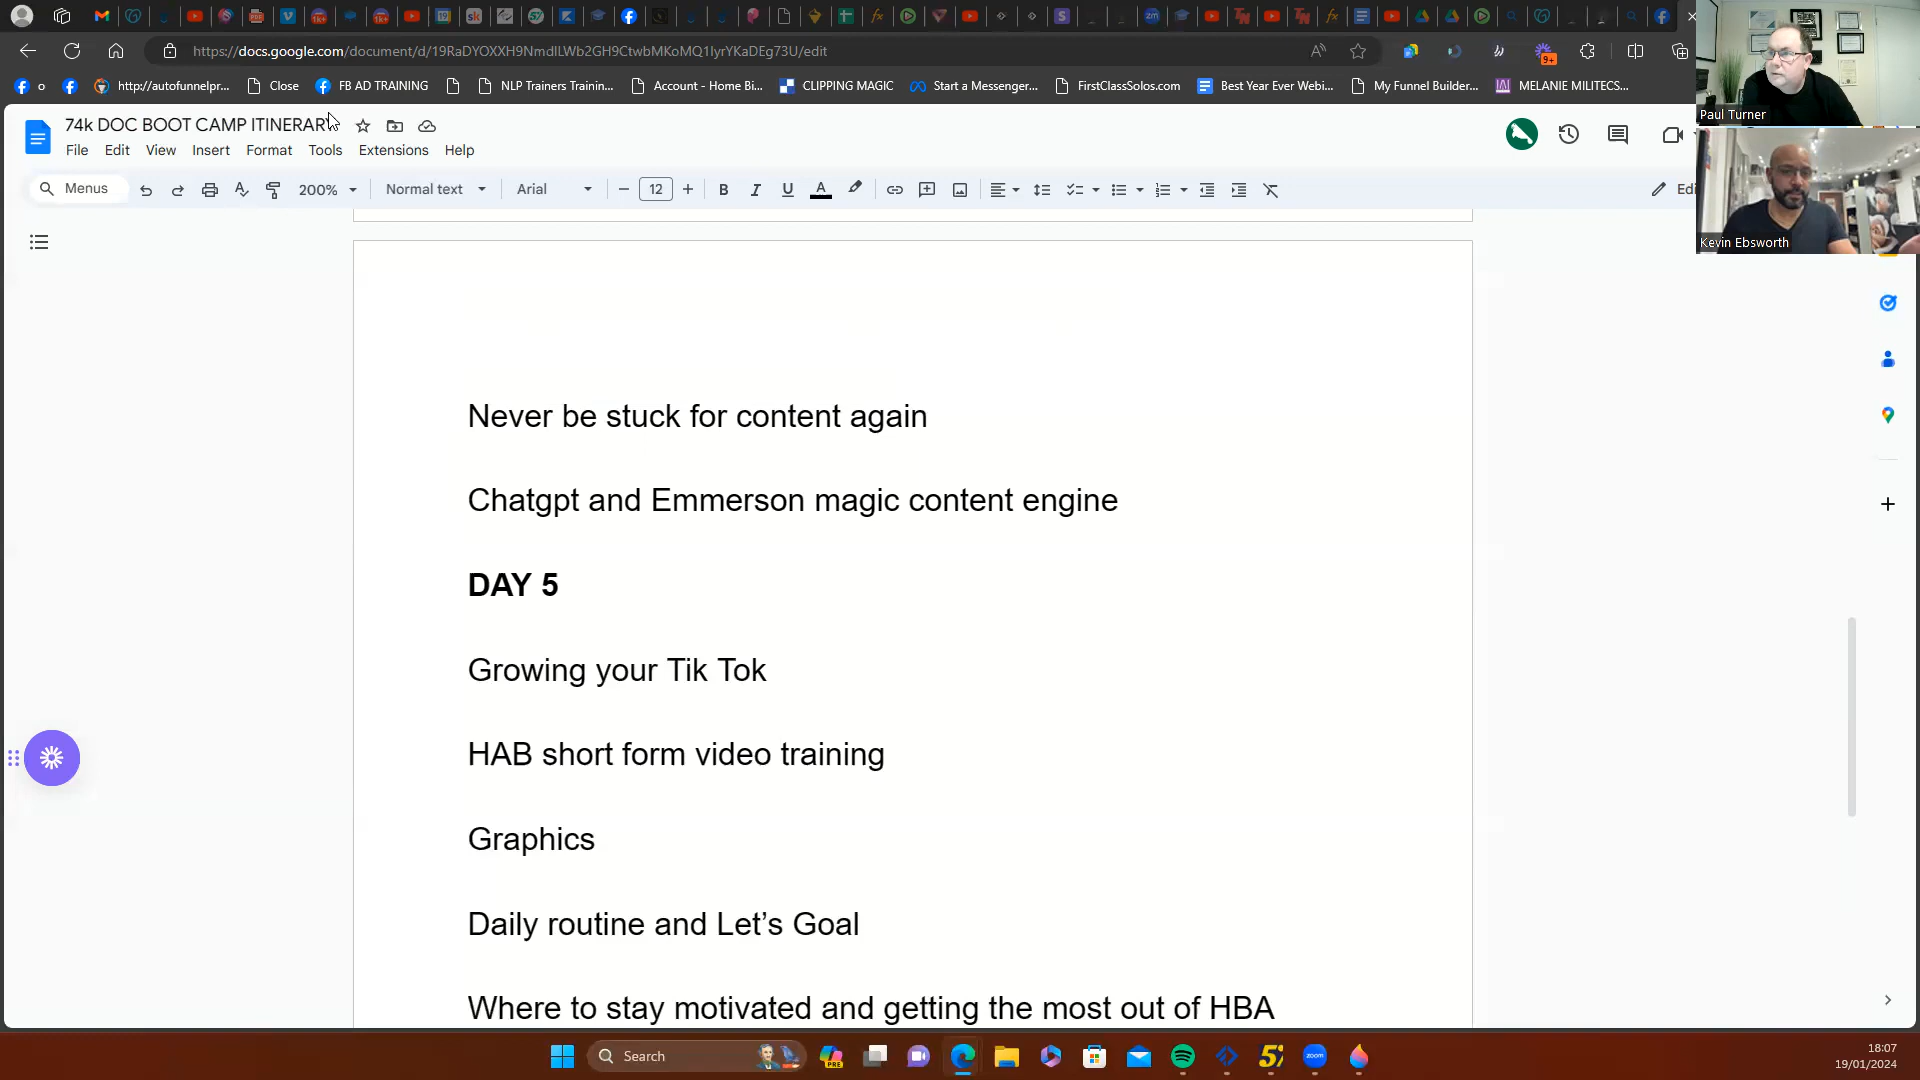 https://docs.google.com/document/d/19RaDYOXXH9NmdlLWb2GH9CtwbMKoMQ1lyrYKaDEg73U/edit
9+
o
http://autofunnelpr...
Close
FB AD TRAINING
NLP Trainers Trainin...
Account - Home Bi...
CLIPPING MAGIC
Start a Messenger...
FirstClassSolos.com
Best Year Ever Webi...
My Funnel Builder...
MELANIE MILITECS...
Paul Turner
74k DOC BOOT CAMP ITINERARY
File Edit View Insert Format Tools Extensions Help
Menus
200%
Normal text
Arial
12
Edi
Kevin Ebsworth
Never be stuck for content again
Chatgpt and Emmerson magic content engine
DAY 5
Growing your Tik Tok
HAB short form video training
Graphics
Daily routine and Let’s Goal
Where to stay motivated and getting the most out of HBA
Search
PRE
zoom
18:07
19/01/2024